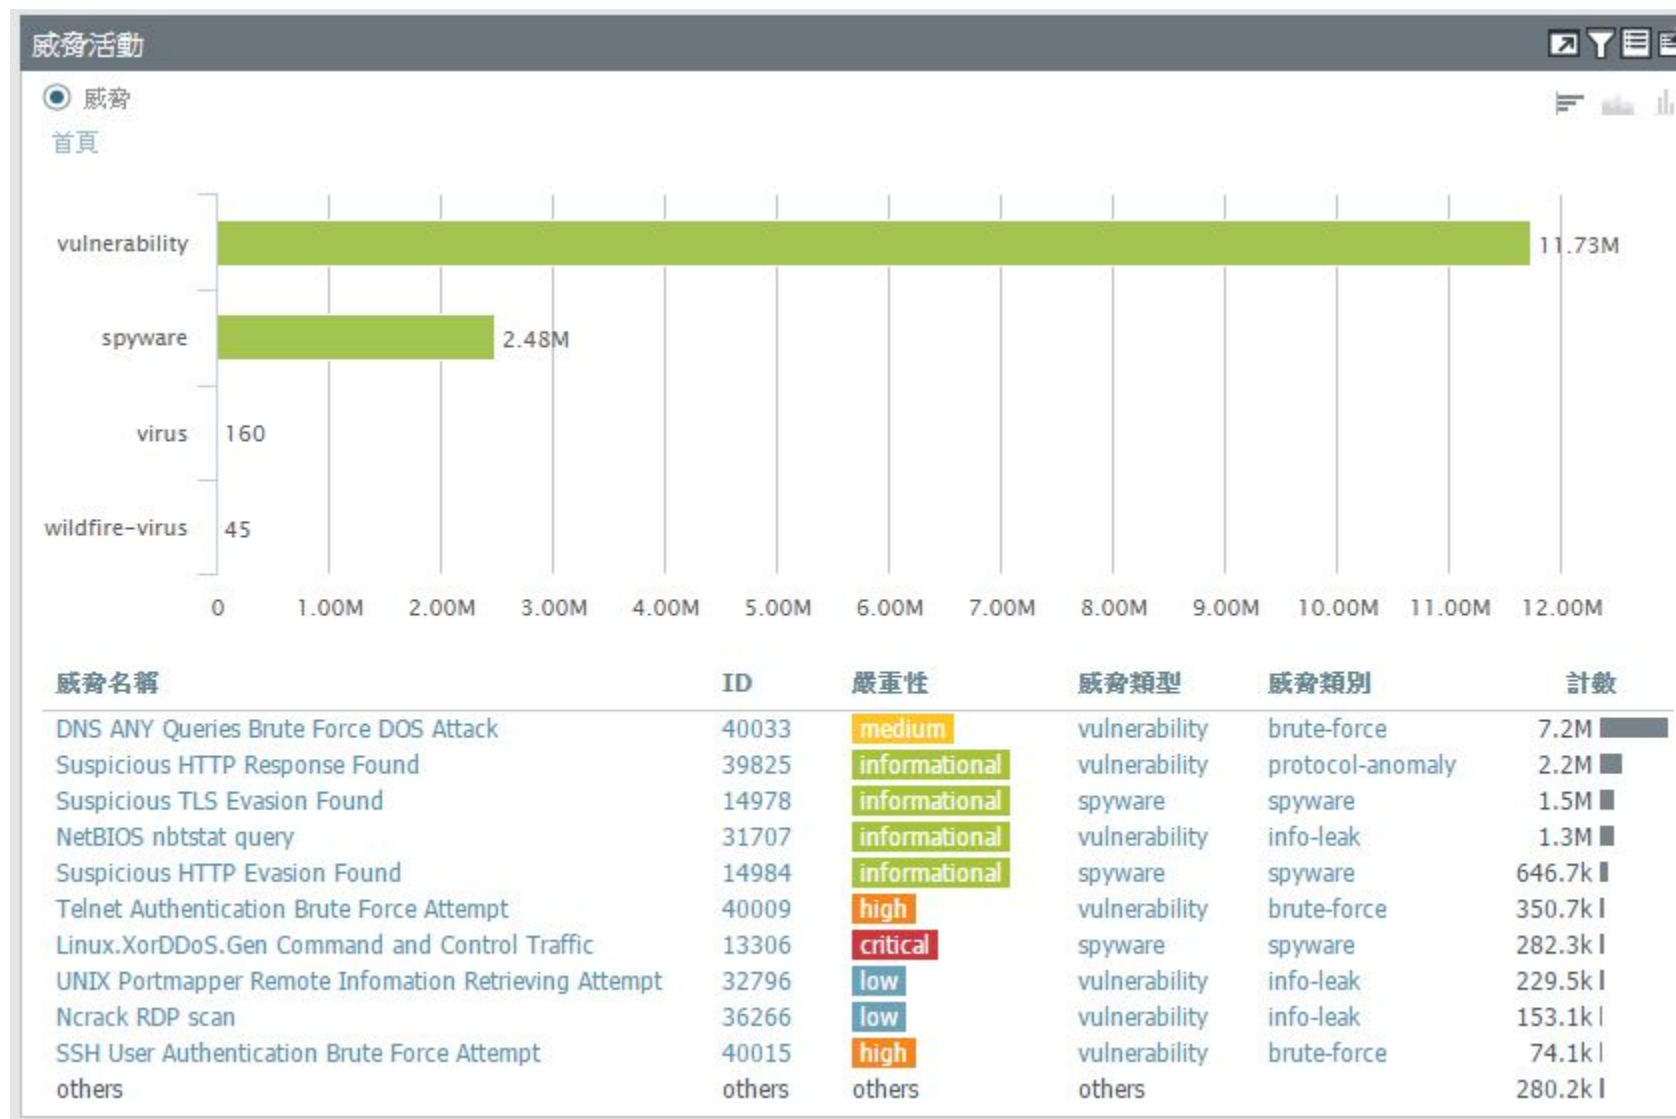 威脅活動
威脅
首頁
vulnerability 11.73M
spyware 2.48M
virus 160
wildfire-virus 45
0 1.00M 2.00M 3.00M 4.00M 5.00M 6.00M 7.00M 8.00M 9.00M 10.00M 11.00M 12.00M
威脅名稱 ID 嚴重性 威脅類型 威脅類別 計數
DNS ANY Queries Brute Force DOS Attack 40033 medium vulnerability brute-force 7.2M
Suspicious HTTP Response Found 39825 informational vulnerability protocol-anomaly 2.2M
Suspicious TLS Evasion Found 14978 informational spyware spyware 1.5M
NetBIOS nbtstat query 31707 informational vulnerability info-leak 1.3M
Suspicious HTTP Evasion Found 14984 informational spyware spyware 646.7k
Telnet Authentication Brute Force Attempt 40009 high vulnerability brute-force 350.7k
Linux.XorDDoS.Gen Command and Control Traffic 13306 critical spyware spyware 282.3k
UNIX Portmapper Remote Infomation Retrieving Attempt 32796 low vulnerability info-leak 229.5k
Ncrack RDP scan 36266 low vulnerability info-leak 153.1k
SSH User Authentication Brute Force Attempt 40015 high vulnerability brute-force 74.1k
others others others others 280.2k